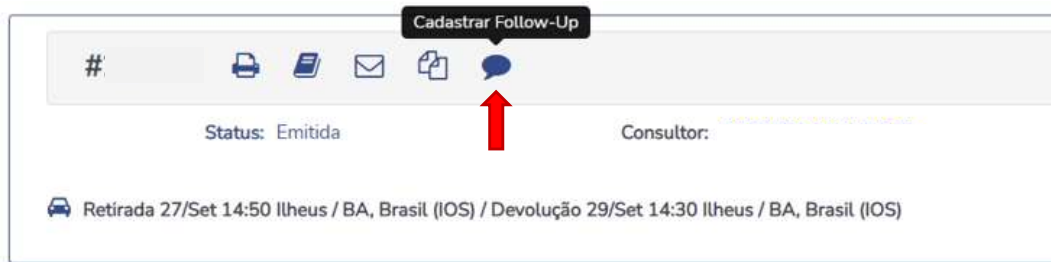 Cadastrar Follow-Up
#
Status: Emitida Consultor:
Retirada 27/Set 14:50 Ilheus / BA, Brasil (IOS) / Devolução 29/Set 14:30 Ilheus / BA, Brasil (IOS)